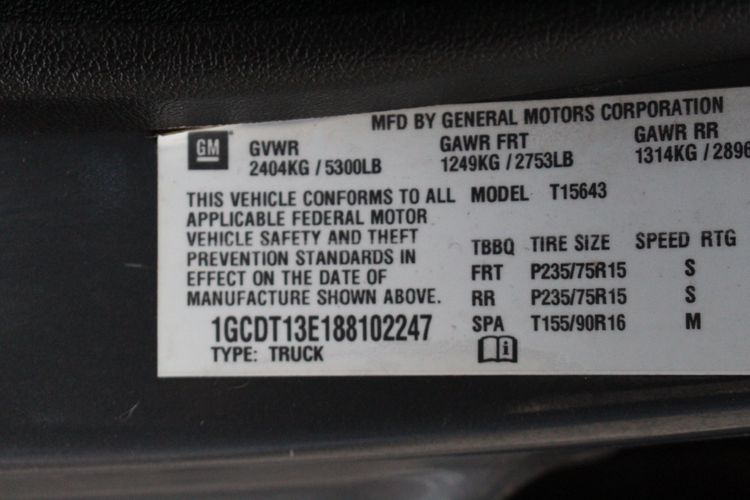 MFD BY GENERAL MOTORS CORPORATION
GM GVWR GAWR FRT GAWR RR
2404KG / 5300LB 1249KG / 2753LB 1314KG / 2896
THIS VEHICLE CONFORMS TO ALL
APPLICABLE FEDERAL MOTOR
VEHICLE SAFETY AND THEFT
PREVENTION STANDARDS IN
EFFECT ON THE DATE OF
MANUFACTURE SHOWN ABOVE.
MODEL T15643
TBBQ TIRE SIZE SPEED RTG
FRT P235/75R15 S
RR P235/75R15 S
SPA T155/90R16 M
1GCDT13E188102247
TYPE: TRUCK
i